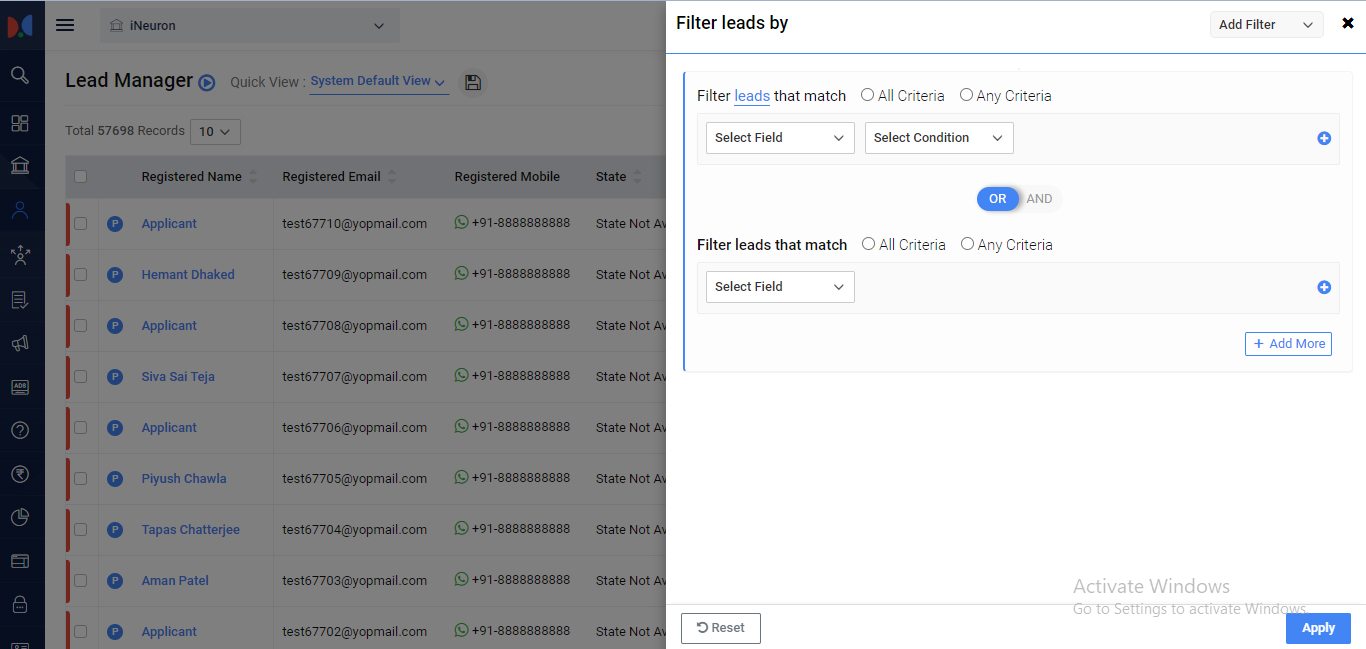 iNeuron
Filter leads by
Add Filter
Lead Manager
Quick View : System Default View
Total 57698 Records 10
Registered Name Registered Email Registered Mobile State
P Applicant test67710@yopmail.com +91-8888888888 State Not Av
P Hemant Dhaked test67709@yopmail.com +91-8888888888 State Not Av
P Applicant test67708@yopmail.com +91-8888888888 State Not Av
P Siva Sai Teja test67707@yopmail.com +91-8888888888 State Not Av
P Applicant test67706@yopmail.com +91-8888888888 State Not Av
P Piyush Chawla test67705@yopmail.com +91-8888888888 State Not Av
P Tapas Chatterjee test67704@yopmail.com +91-8888888888 State Not Av
P Aman Patel test67703@yopmail.com +91-8888888888 State Not Av
P Applicant test67702@yopmail.com +91-8888888888 State Not Av
Filter leads that match All Criteria Any Criteria
Select Field Select Condition
OR AND
Filter leads that match All Criteria Any Criteria
Select Field
+ Add More
Activate Windows
Go to Settings to activate Windows.
Reset
Apply